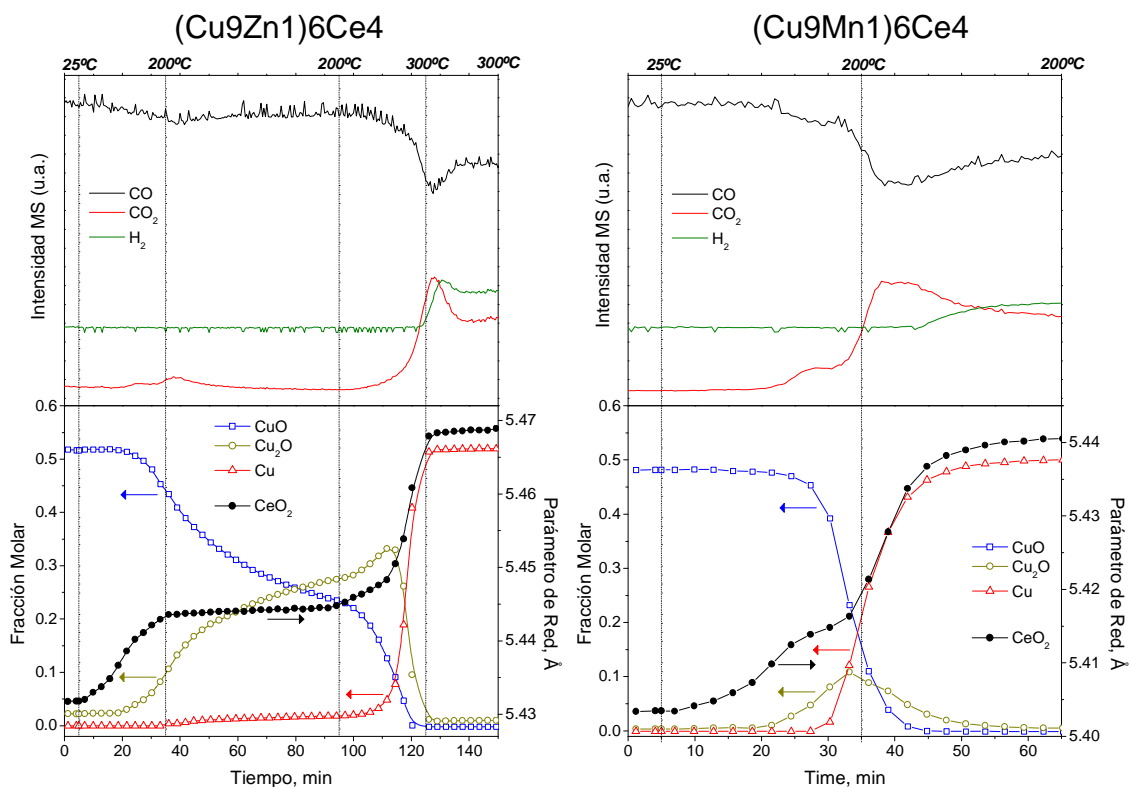 (Cu9Zn1)6Ce4
25ºC 200ºC 200ºC 300ºC 300ºC
Intensidad MS (u.a.)
CO
CO2
H2
0.6
0.5
0.4
0.3
0.2
0.1
0.0
Fracción Molar
CuO
Cu2O
Cu
CeO2
5.47
5.46
5.45
5.44
5.43
Parámetro de Red, Å
0 20 40 60 80 100 120 140
Tiempo, min
(Cu9Mn1)6Ce4
25ºC 200ºC 200ºC
Intensidad MS (u.a.)
CO
CO2
H2
0.6
0.5
0.4
0.3
0.2
0.1
0.0
Fracción Molar
CuO
Cu2O
Cu
CeO2
5.44
5.43
5.42
5.41
5.40
Parámetro de Red, Å
0 10 20 30 40 50 60
Time, min